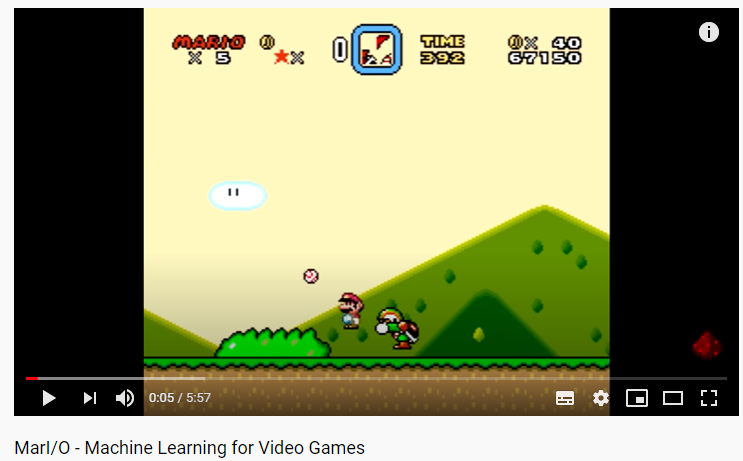 MARIO TIME X 40
X 5 X 0 392 67150
0:05 / 5:57
MarI/O - Machine Learning for Video Games